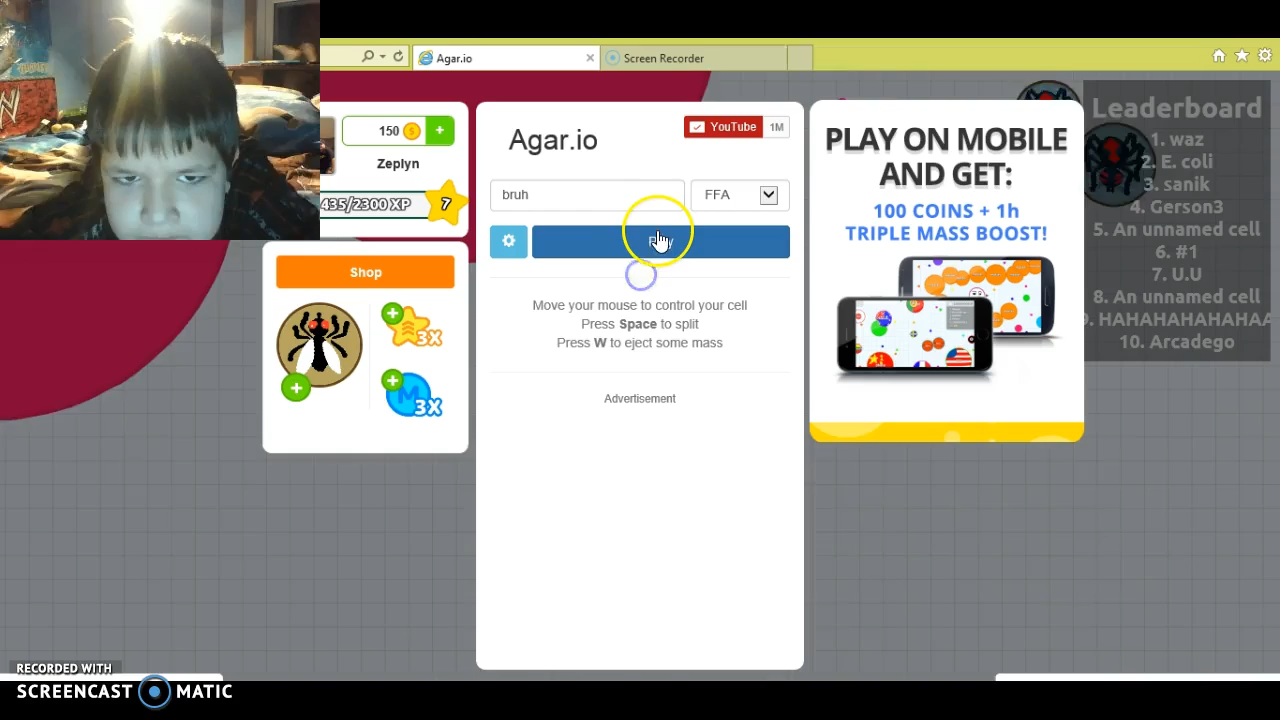 Agar.io
Screen Recorder
150
Zeplyn
435/2300 XP
7
Shop
3X
M 3X
Agar.io
YouTube 1M
bruh
FFA
Move your mouse to control your cell
Press Space to split
Press W to eject some mass
Advertisement
PLAY ON MOBILE
AND GET:
100 COINS + 1h
TRIPLE MASS BOOST!
Leaderboard
1. waz
2. E. coli
3. sanik
4. Gerson3
5. An unnamed cell
6. #1
7. U.U
8. An unnamed cell
9. HAHAHAHAHAHAA
10. Arcadego
RECORDED WITH
SCREENCAST MATIC